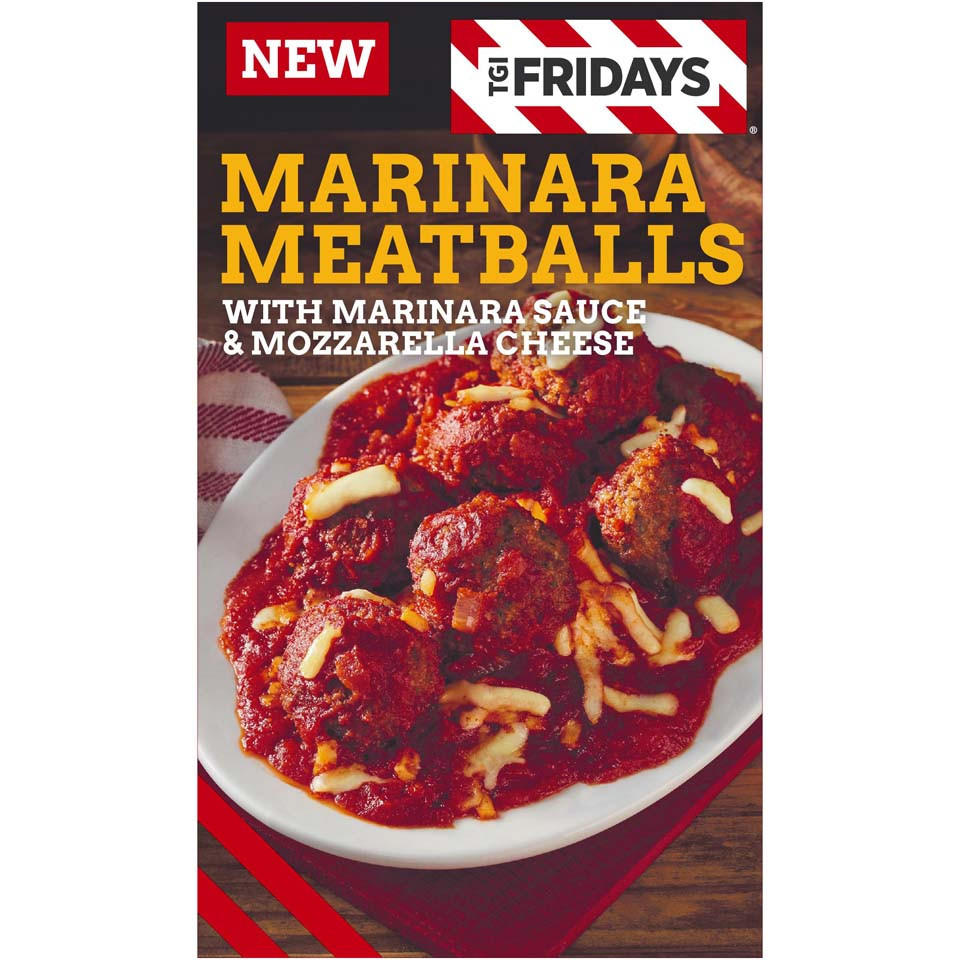 NEW
TGI FRIDAYS
®
MARINARA
MEATBALLS
WITH MARINARA SAUCE
& MOZZARELLA CHEESE